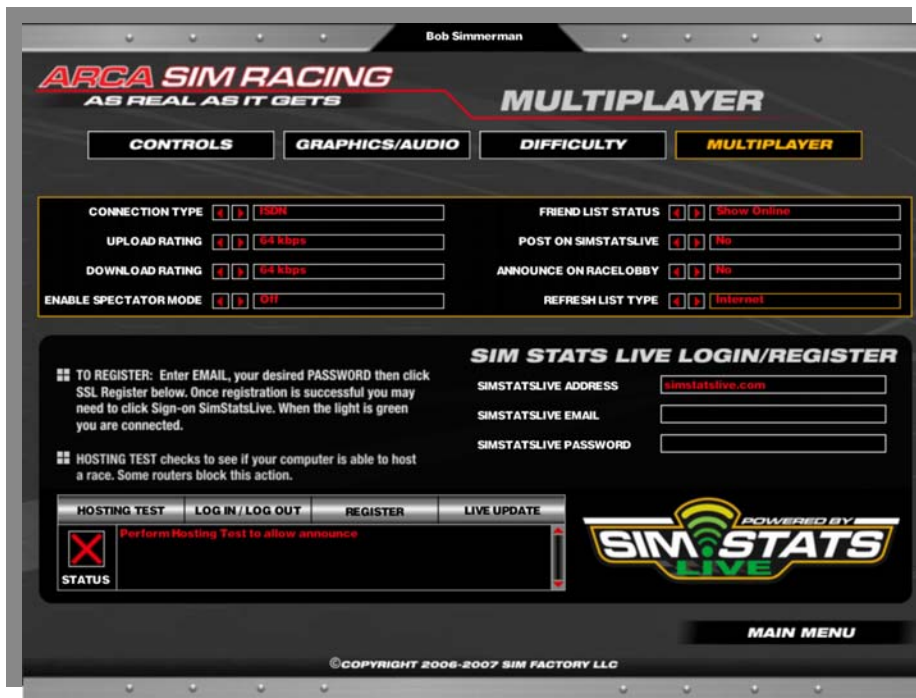 Bob Simmerman
ARCA SIM RACING
AS REAL AS IT GETS
MULTIPLAYER
CONTROLS
GRAPHICS/AUDIO
DIFFICULTY
MULTIPLAYER
CONNECTION TYPE ISDN
UPLOAD RATING 64 kbps
DOWNLOAD RATING 64 kbps
ENABLE SPECTATOR MODE Off
FRIEND LIST STATUS Show Online
POST ON SIMSTATSLIVE No
ANNOUNCE ON RACELOBBY No
REFRESH LIST TYPE Internet
TO REGISTER: Enter EMAIL, your desired PASSWORD then click
SSL Register below. Once registration is successful you may
need to click Sign-on SimStatsLive. When the light is green
you are connected.
HOSTING TEST checks to see if your computer is able to host
a race. Some routers block this action.
SIM STATS LIVE LOGIN/REGISTER
SIMSTATSLIVE ADDRESS simstatslive.com
SIMSTATSLIVE EMAIL
SIMSTATSLIVE PASSWORD
HOSTING TEST
LOG IN / LOG OUT
REGISTER
LIVE UPDATE
Perform Hosting Test to allow announce
STATUS
POWERED BY
SIM STATS
LIVE
MAIN MENU
©COPYRIGHT 2006-2007 SIM FACTORY LLC